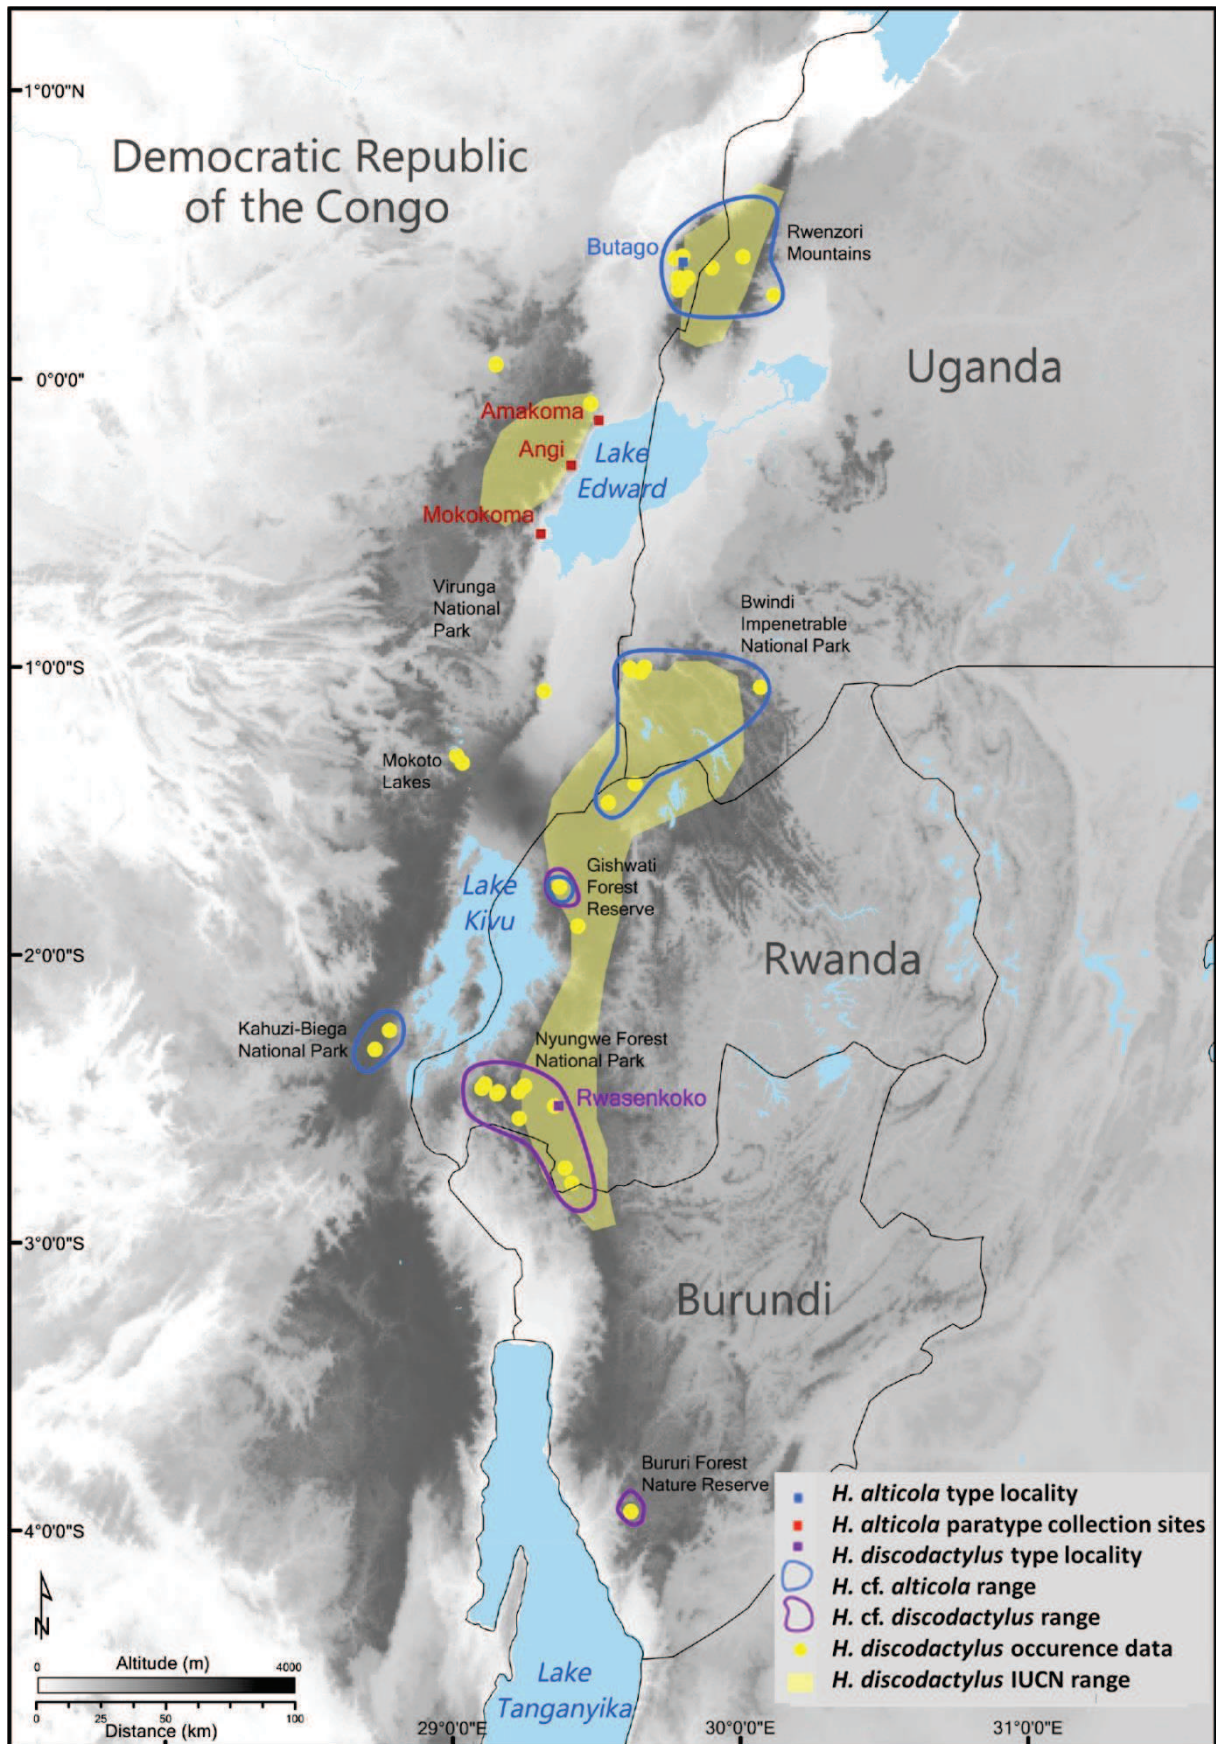 1°0'0"N
Democratic Republic
of the Congo
Butago
Rwenzori
Mountains
0°0'0"
Uganda
Amakoma
Angi
Lake
Edward
Mokokoma
Virunga
National
Park
Bwindi
Impenetrable
National Park
1°0'0"S
Mokoto
Lakes
Gishwati
Forest
Reserve
Lake
Kivu
2°0'0"S
Rwanda
Kahuzi-Biega
National Park
Nyungwe Forest
National Park
Rwasenkoko
3°0'0"S
Burundi
Bururi Forest
Nature Reserve
4°0'0"S
H. alticola type locality
H. alticola paratype collection sites
H. discodactylus type locality
H. cf. alticola range
H. cf. discodactylus range
H. discodactylus occurence data
H. discodactylus IUCN range
N
0 Altitude (m) 4000
0 25 50 75 100
Distance (km)
Lake
Tanganyika
29°0'0"E 30°0'0"E 31°0'0"E